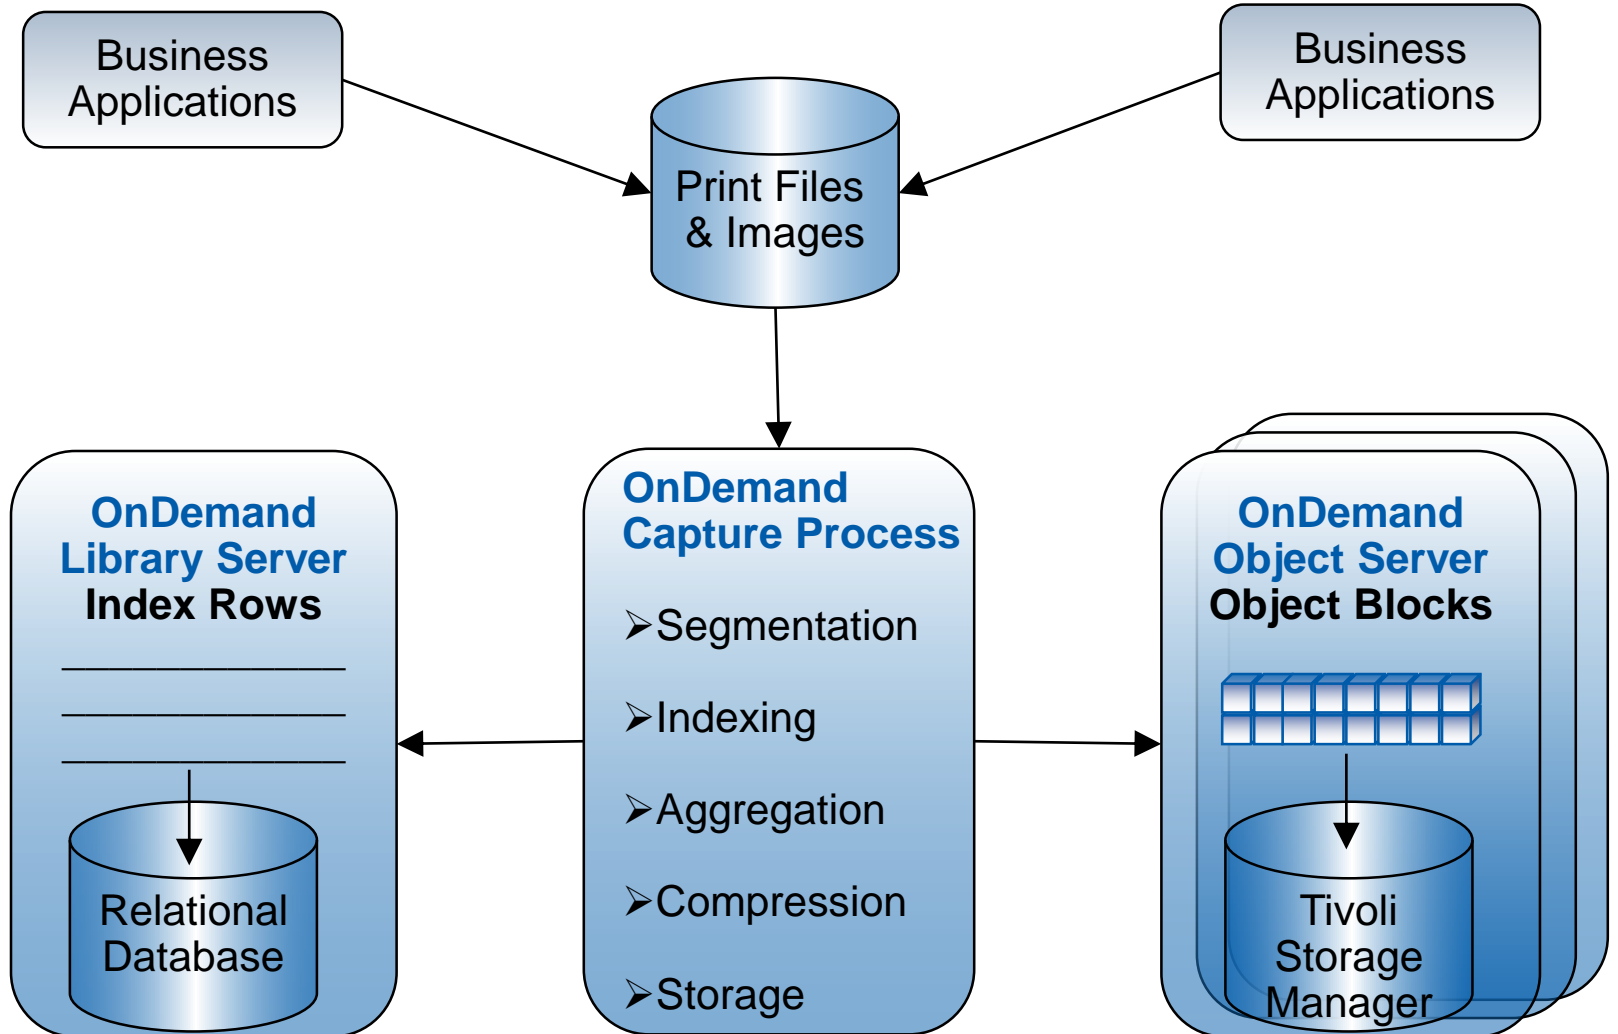 Business
Applications
Business
Applications
Print Files
& Images
OnDemand
Library Server
Index Rows
Relational
Database
OnDemand
Capture Process
➢Segmentation
➢Indexing
➢Aggregation
➢Compression
➢Storage
OnDemand
Object Server
Object Blocks
Tivoli
Storage
Manager